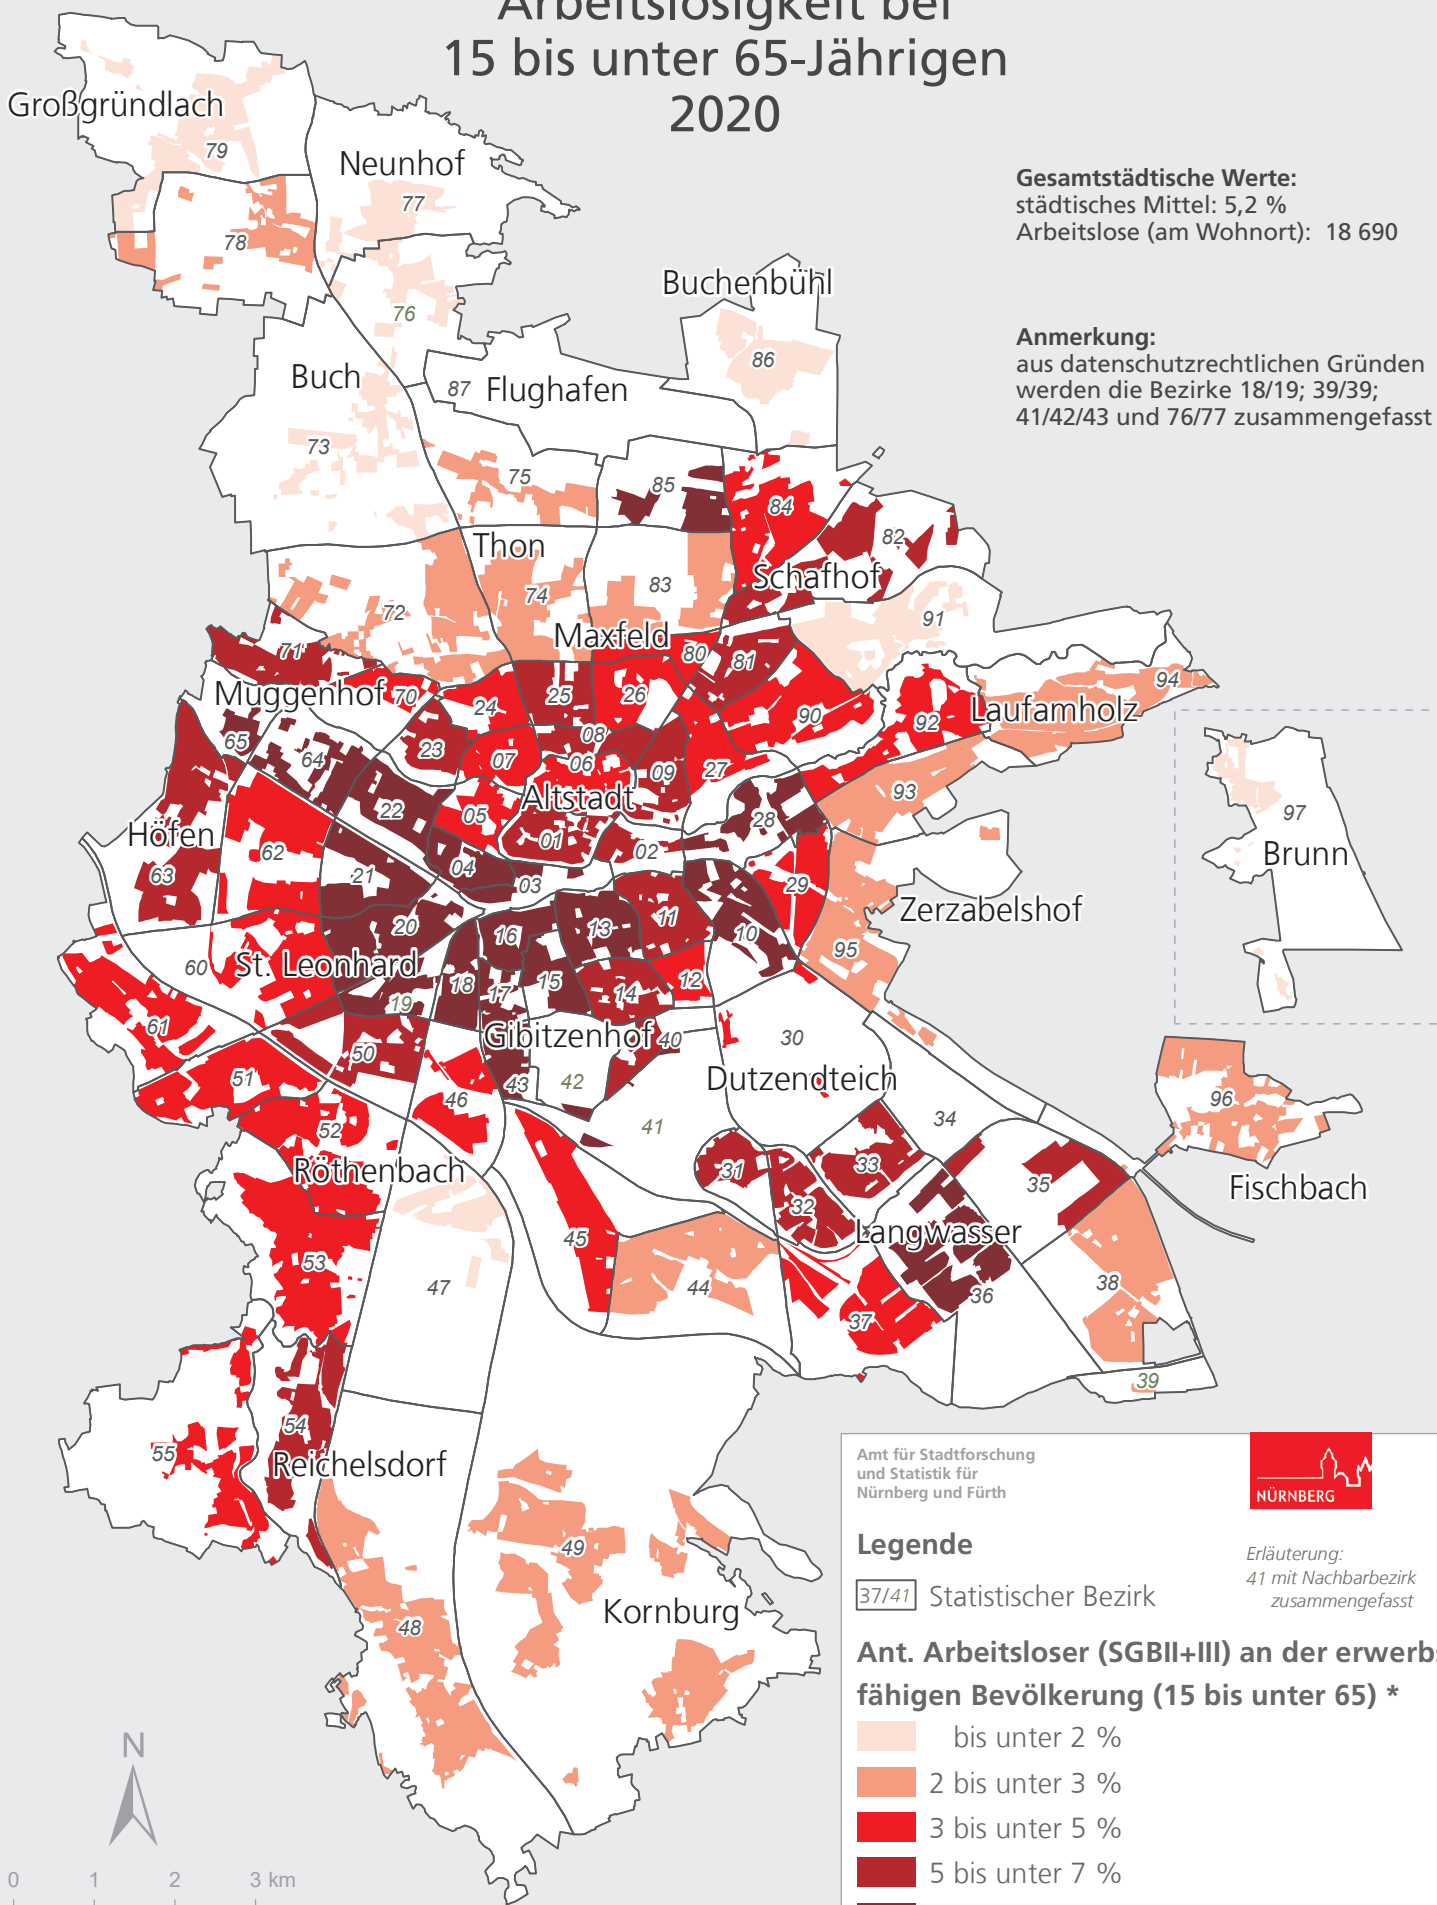 Arbeitslosigkeit bei
15 bis unter 65-Jährigen
2020
Gesamtstädtische Werte:
städtisches Mittel: 5,2 %
Arbeitslose (am Wohnort): 18 690
Anmerkung:
aus datenschutzrechtlichen Gründen
werden die Bezirke 18/19; 39/39;
41/42/43 und 76/77 zusammengefasst
Großgründlach
79
Neunhof
77
78
76
Buchenbühl
86
Buch
87 Flughafen
73
75
85
84
82
Thon
Schafhof
74
83
72
91
Maxfeld
71
80
81
94
Muggenhof
70
24
25
26
90
92
Laufamholz
65
64
23
08
07
06
09
27
93
22
05
Altstadt
28
97
Höfen
62
01
02
Brunn
63
21
04
03
29
Zerzabelshof
20
16
13
11
10
95
60
St. Leonhard
18
17
15
14
12
19
61
Gibitzenhof
40
30
50
43
42
Dutzendteich
51
46
41
34
96
52
31
33
35
Fischbach
Röthenbach
32
Langwasser
45
53
47
44
36
38
37
39
54
55
Reichelsdorf
49
Kornburg
48
N
0 1 2 3 km
Amt für Stadtforschung
und Statistik für
Nürnberg und Fürth
NÜRNBERG
Legende
Erläuterung:
37/41 Statistischer Bezirk
41 mit Nachbarbezirk
zusammengefasst
Ant. Arbeitsloser (SGBII+III) an der erwerbs
fähigen Bevölkerung (15 bis unter 65) *
bis unter 2 %
2 bis unter 3 %
3 bis unter 5 %
5 bis unter 7 %